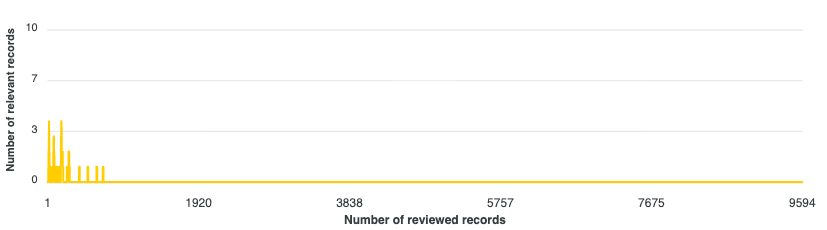 Number of relevant records
10
7
3
0
1 1920 3838 5757 7675 9594
Number of reviewed records